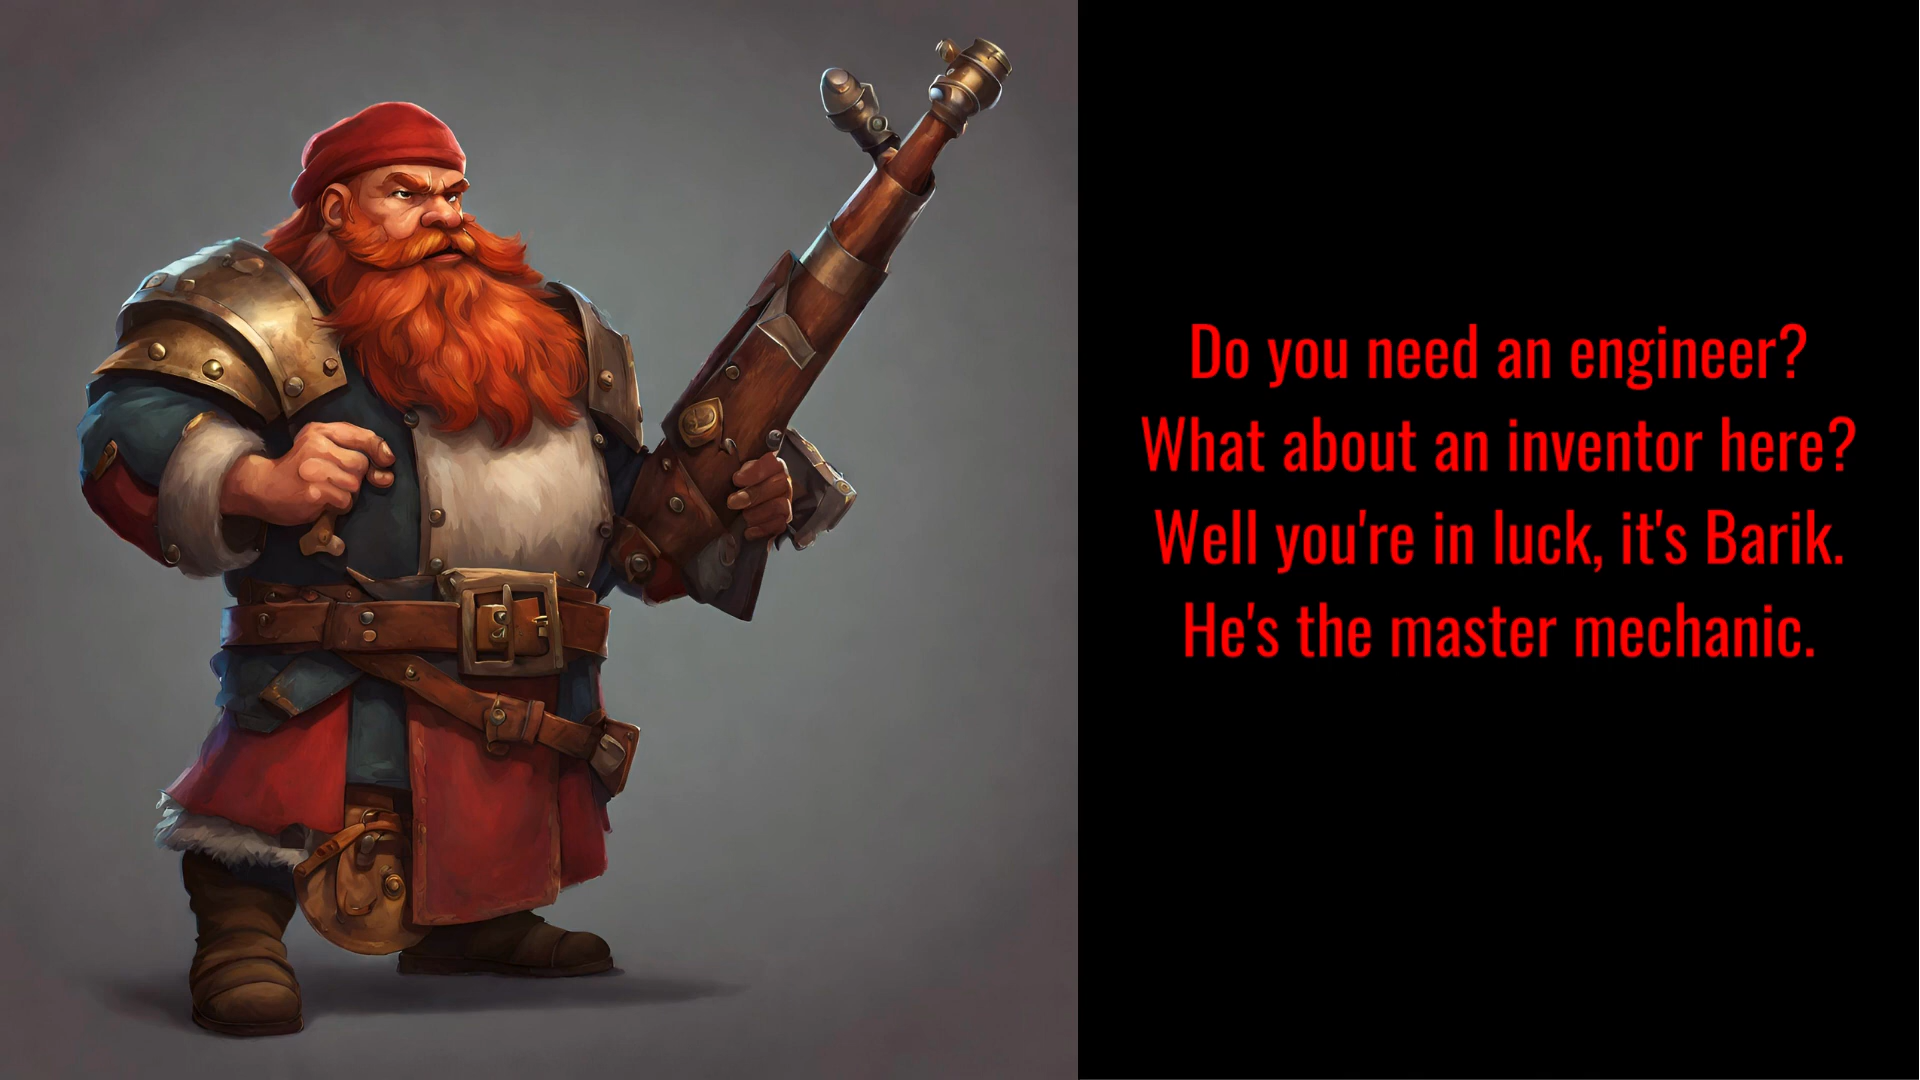 Do you need an engineer?
What about an inventor here?
Well you're in luck, it's Barik.
He's the master mechanic.